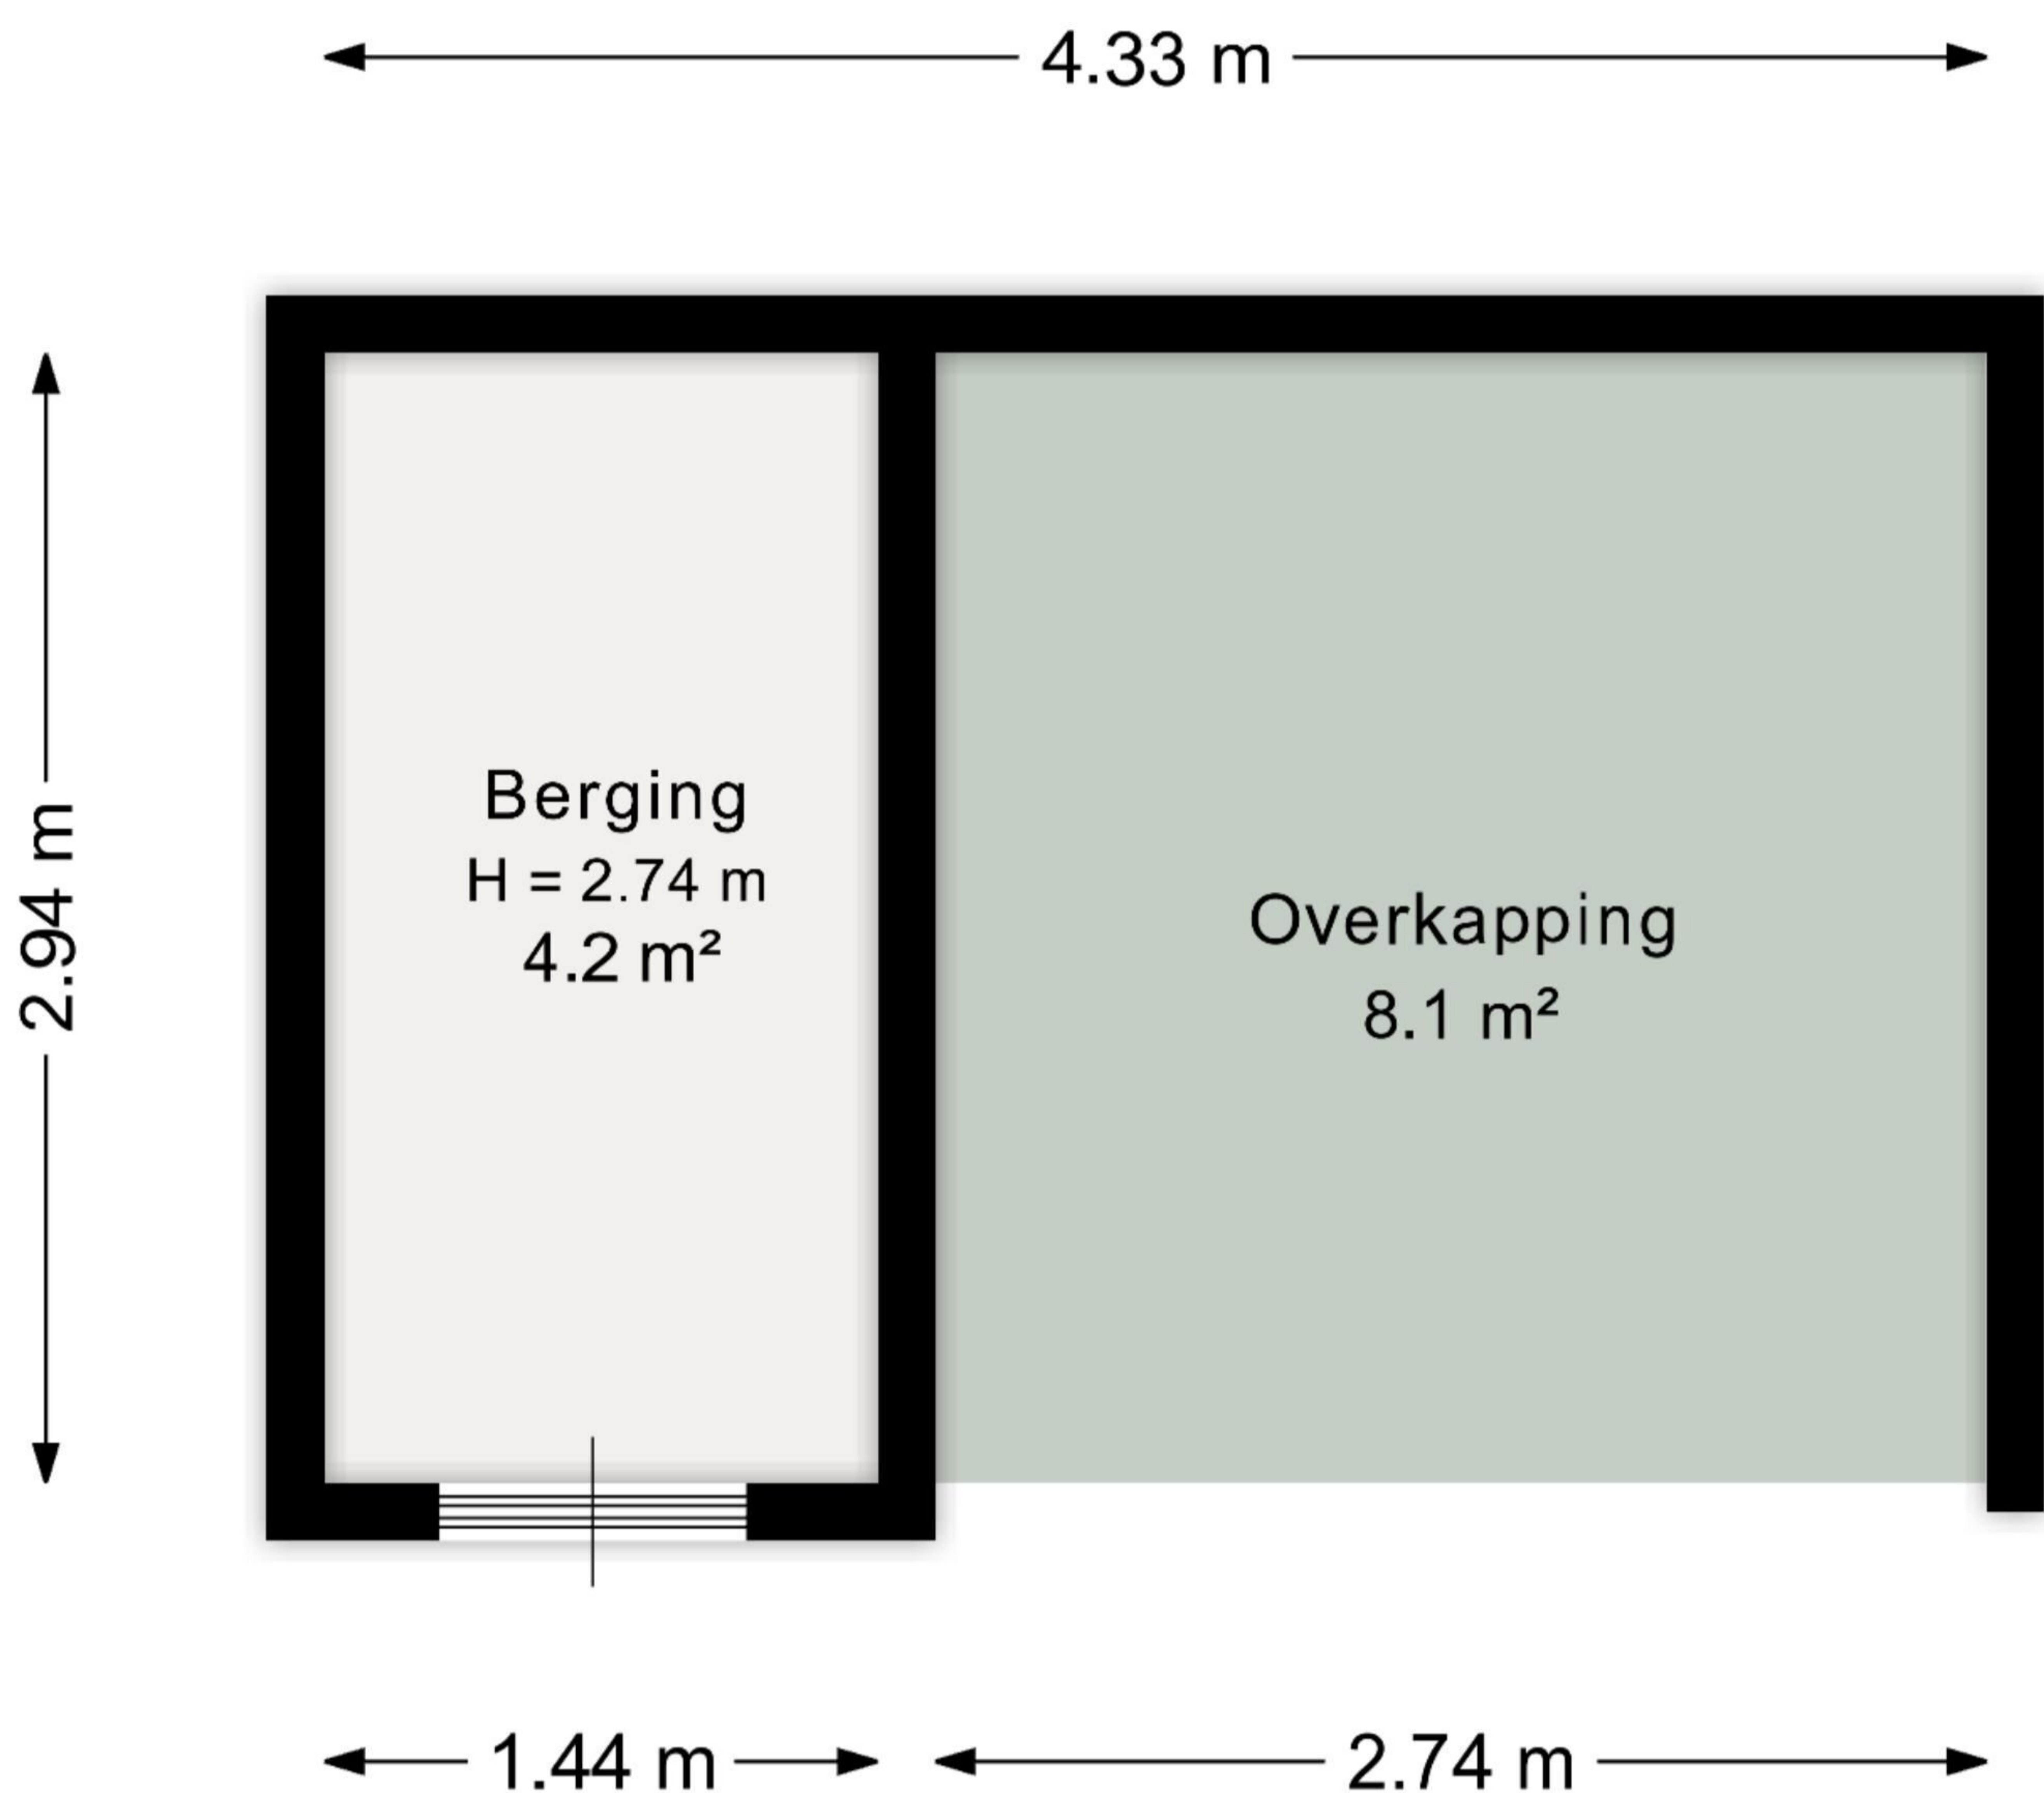 4.33 m
2.94 m
Berging
H = 2.74 m
4.2 m²
Overkapping
8.1 m²
1.44 m
2.74 m